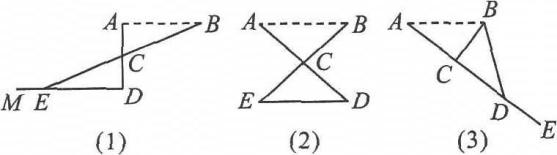 A B C M E D
(1)
A B C E D
(2)
A B C D E
(3)